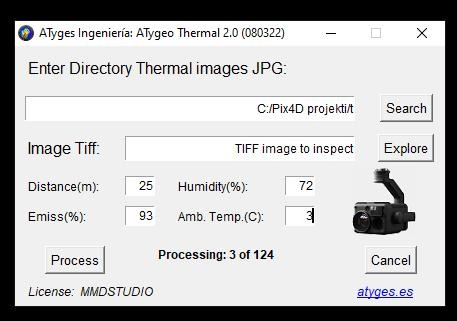 ATyges Ingeniería: ATygeo Thermal 2.0 (080322)
Enter Directory Thermal images JPG:
C:/Pix4D projekti/t Search
Image Tiff: TIFF image to inspect Explore
Distance(m): 25 Humidity(%): 72
Emiss(%): 93 Amb. Temp.(C): 3
Process Processing: 3 of 124 Cancel
License: MMDSTUDIO atyges.es